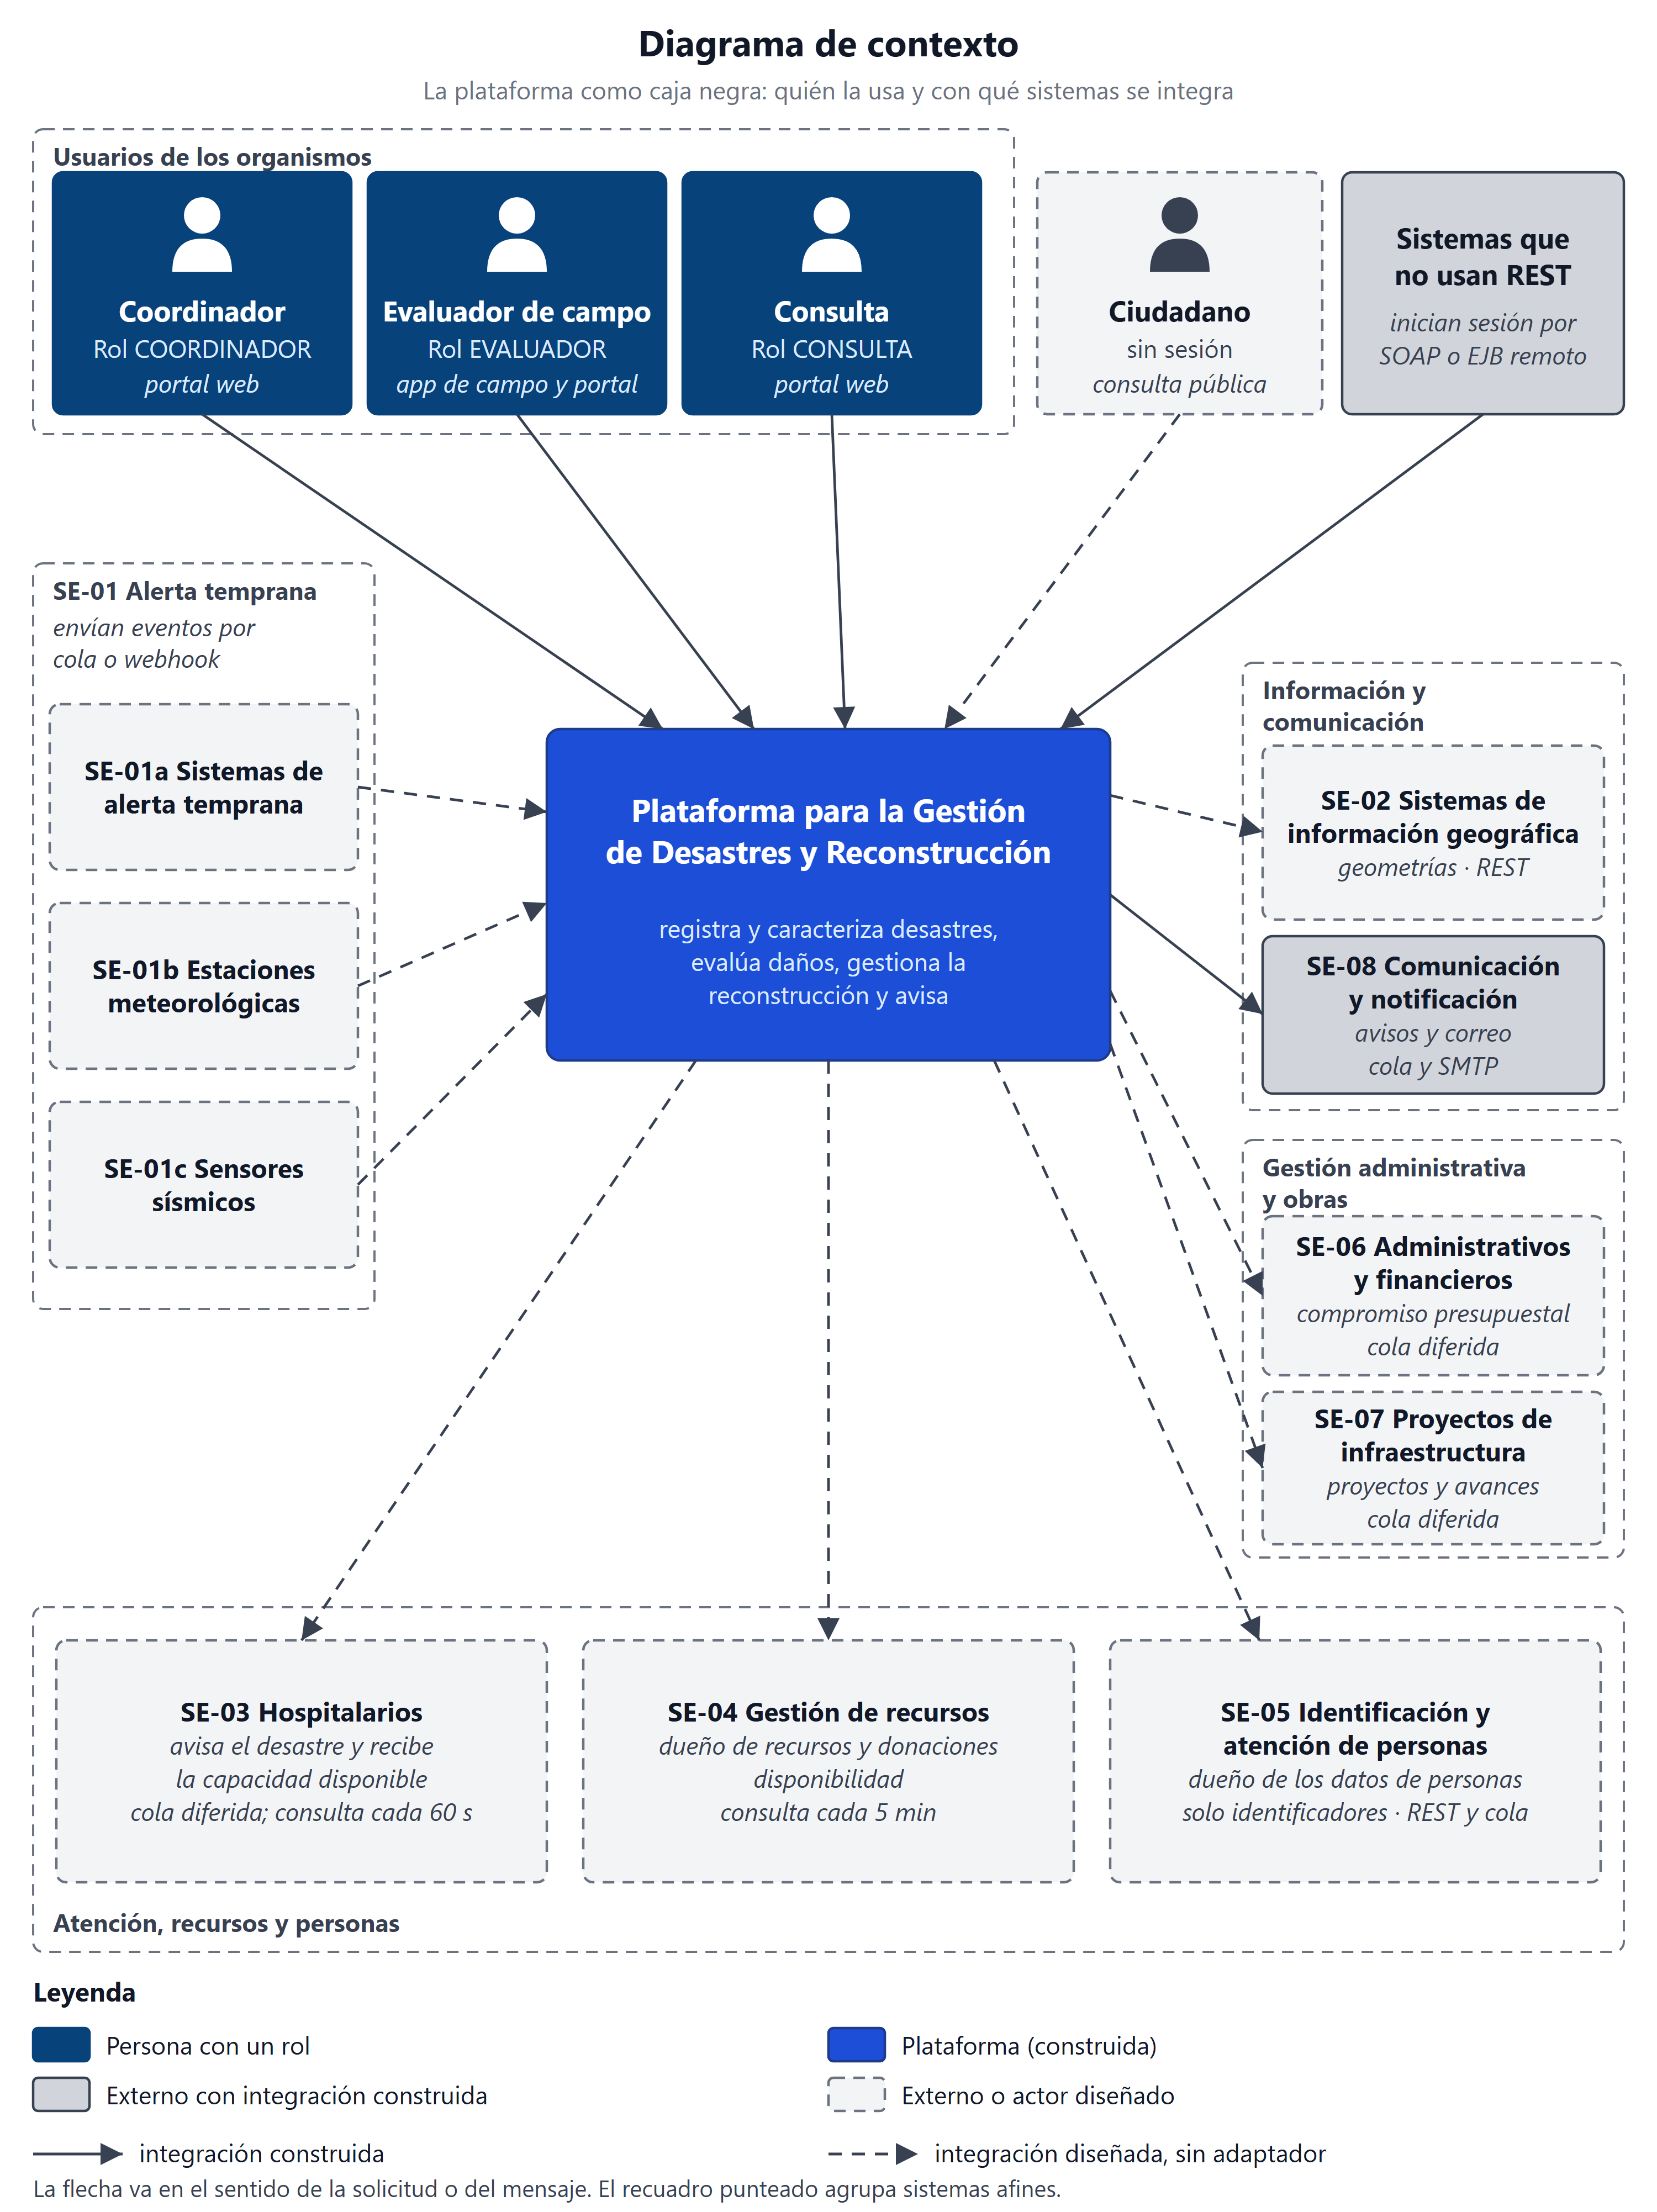 Diagrama de contexto
La plataforma como caja negra: quién la usa y con qué sistemas se integra
Usuarios de los organismos
Coordinador
Rol COORDINADOR
portal web
Evaluador de campo
Rol EVALUADOR
app de campo y portal
Consulta
Rol CONSULTA
portal web
Ciudadano
sin sesión
consulta pública
Sistemas que
no usan REST
inician sesión por
SOAP o EJB remoto
SE-01 Alerta temprana
envían eventos por
cola o webhook
SE-01a Sistemas de
alerta temprana
SE-01b Estaciones
meteorológicas
SE-01c Sensores
sísmicos
Plataforma para la Gestión
de Desastres y Reconstrucción
registra y caracteriza desastres,
evalúa daños, gestiona la
reconstrucción y avisa
Información y
comunicación
SE-02 Sistemas de
información geográfica
geometrías · REST
SE-08 Comunicación
y notificación
avisos y correo
cola y SMTP
Gestión administrativa
y obras
SE-06 Administrativos
y financieros
compromiso presupuestal
cola diferida
SE-07 Proyectos de
infraestructura
proyectos y avances
cola diferida
SE-03 Hospitalarios
avisa el desastre y recibe
la capacidad disponible
cola diferida; consulta cada 60 s
SE-04 Gestión de recursos
dueño de recursos y donaciones
disponibilidad
consulta cada 5 min
SE-05 Identificación y
atención de personas
dueño de los datos de personas
solo identificadores · REST y cola
Atención, recursos y personas
Leyenda
Persona con un rol
Plataforma (construida)
Externo con integración construida
Externo o actor diseñado
integración construida
integración diseñada, sin adaptador
La flecha va en el sentido de la solicitud o del mensaje. El recuadro punteado agrupa sistemas afines.